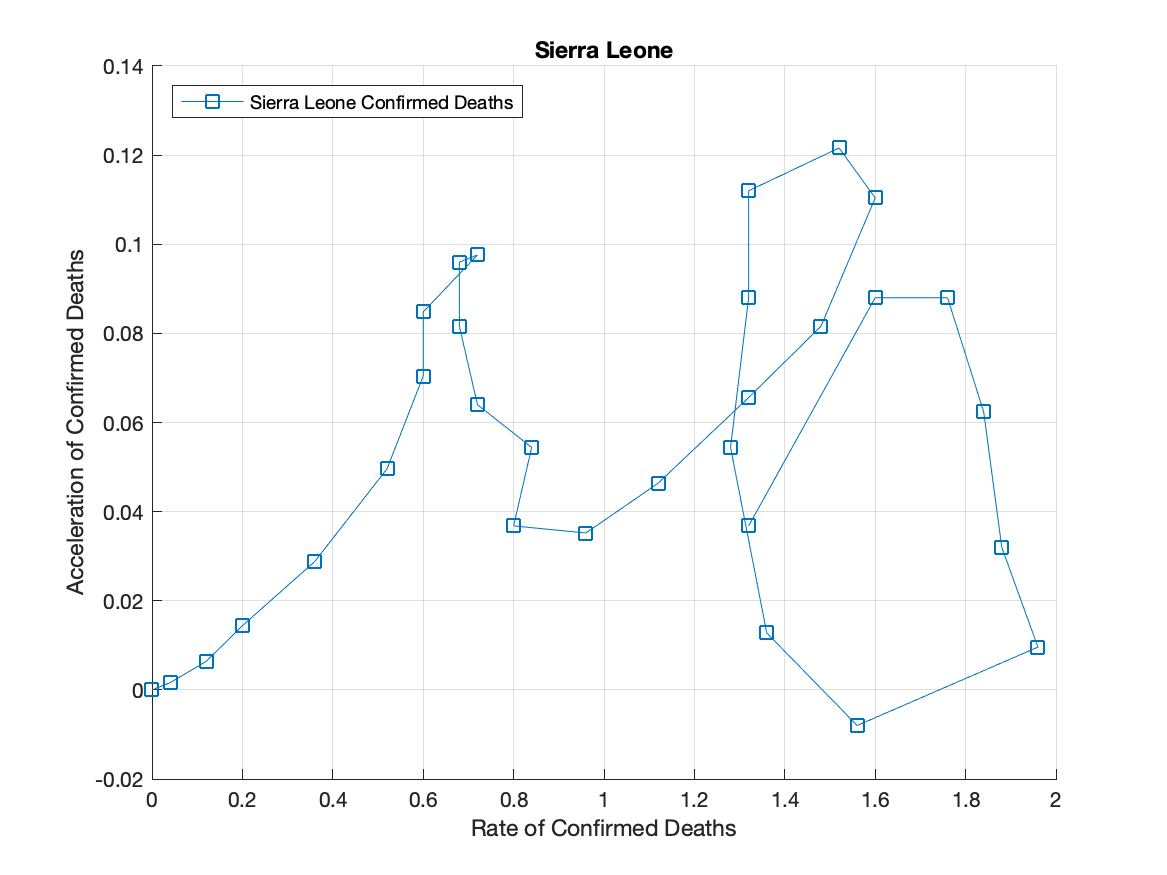 Sierra Leone
Sierra Leone Confirmed Deaths
Acceleration of Confirmed Deaths
0.14
0.12
0.1
0.08
0.06
0.04
0.02
0
-0.02
0 0.2 0.4 0.6 0.8 1 1.2 1.4 1.6 1.8 2
Rate of Confirmed Deaths